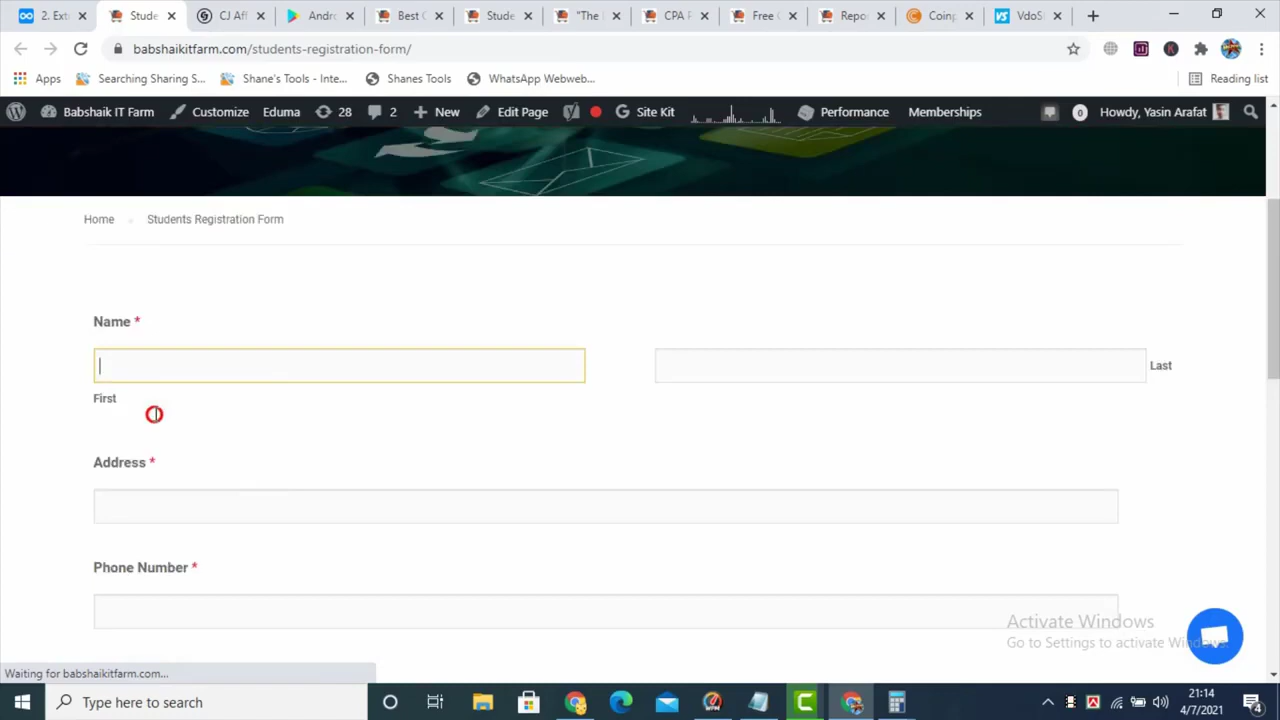 2. Ext
Stude
CJ Aff
Andro
Best C
Stude
"The
CPA P
Free C
Repo
Coinp
VdoS
babshaikitfarm.com/students-registration-form/
Apps
Searching Sharing S...
Shane's Tools - Inte...
Shanes Tools
WhatsApp Webweb...
Reading list
Babshaik IT Farm
Customize
Eduma
28
2
New
Edit Page
Site Kit
Performance
Memberships
0
Howdy, Yasin Arafat
Home
Students Registration Form
Name *
Last
First
Address *
Phone Number *
Activate Windows
Go to Settings to activate Windows.
Waiting for babshaikitfarm.com...
Type here to search
21:14
4/7/2021
4